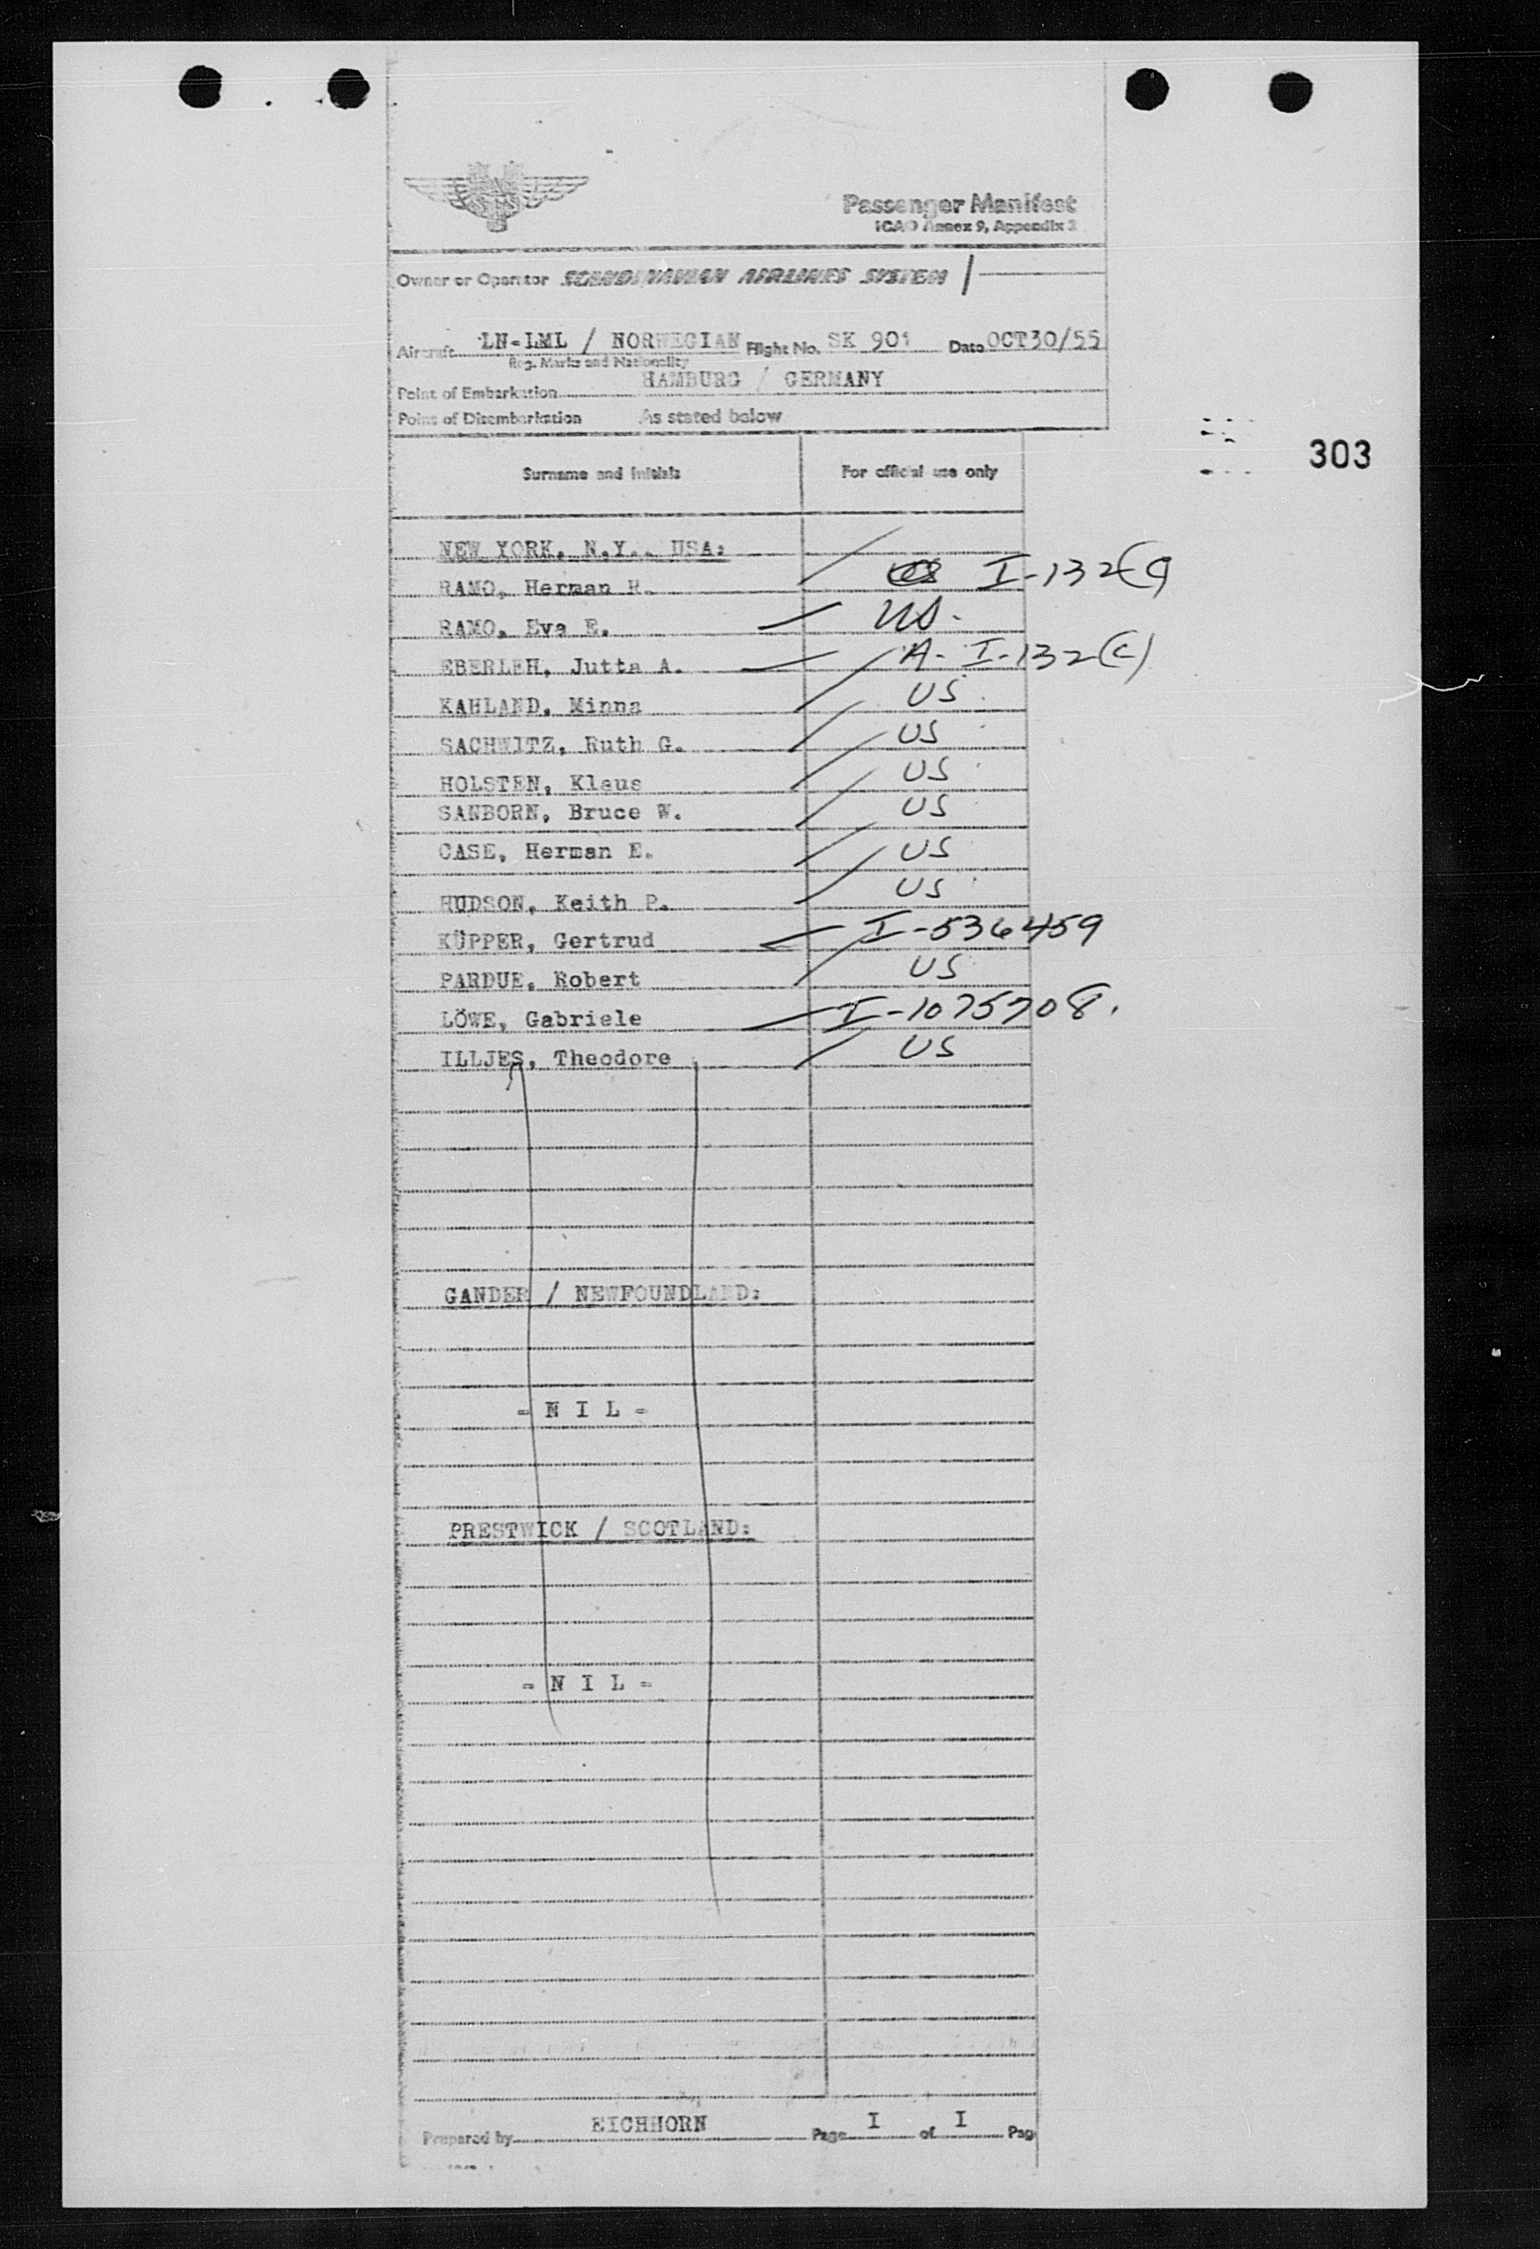 SAS
Passenger Manifest
ICAO Annex 9, Appendix 3
Owner or Operator SCANDINAVIAN AIRLINES SYSTEM
Aircraft LN-LML / NORWEGIAN Flight No. SK 901 Date OCT30/55
Reg. Marks and Nationality
Point of Embarkation HAMBURG / GERMANY
Point of Disembarkation As stated below
303
Surname and initials For official use only
NEW YORK, N.Y., USA:
RAMO, Herman R. I-132(c)
RAMO, Eva E. US.
EBERLEH, Jutta A. A- I-132(c)
KAHLAND, Minna US
SACHWITZ, Ruth G. US
HOLSTEN, Klaus US
SANBORN, Bruce W. US
CASE, Herman E. US
HUDSON, Keith P. US
KÜPPER, Gertrud I-536459
PARDUE, Robert US
LÖWE, Gabriele I-1075708.
ILLJES, Theodore US
GANDER / NEWFOUNDLAND:
- N I L -
PRESTWICK / SCOTLAND:
- N I L -
Prepared by EICHHORN Page I of I Pag